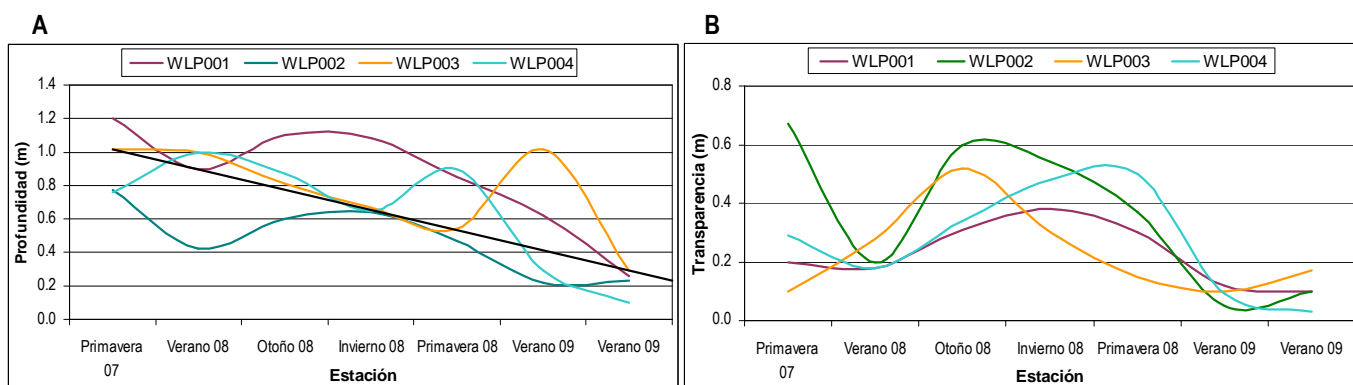 A
WLP001 WLP002 WLP003 WLP004
Profundidad (m)
1.4
1.2
1.0
0.8
0.6
0.4
0.2
0.0
Primavera 07 Verano 08 Otoño 08 Invierno 08 Primavera 08 Verano 09 Verano 09
Estación
B
WLP001 WLP002 WLP003 WLP004
Transparencia (m)
0.8
0.6
0.4
0.2
0.0
Primavera 07 Verano 08 Otoño 08 Invierno 08 Primavera 08 Verano 09 Verano 09
Estación